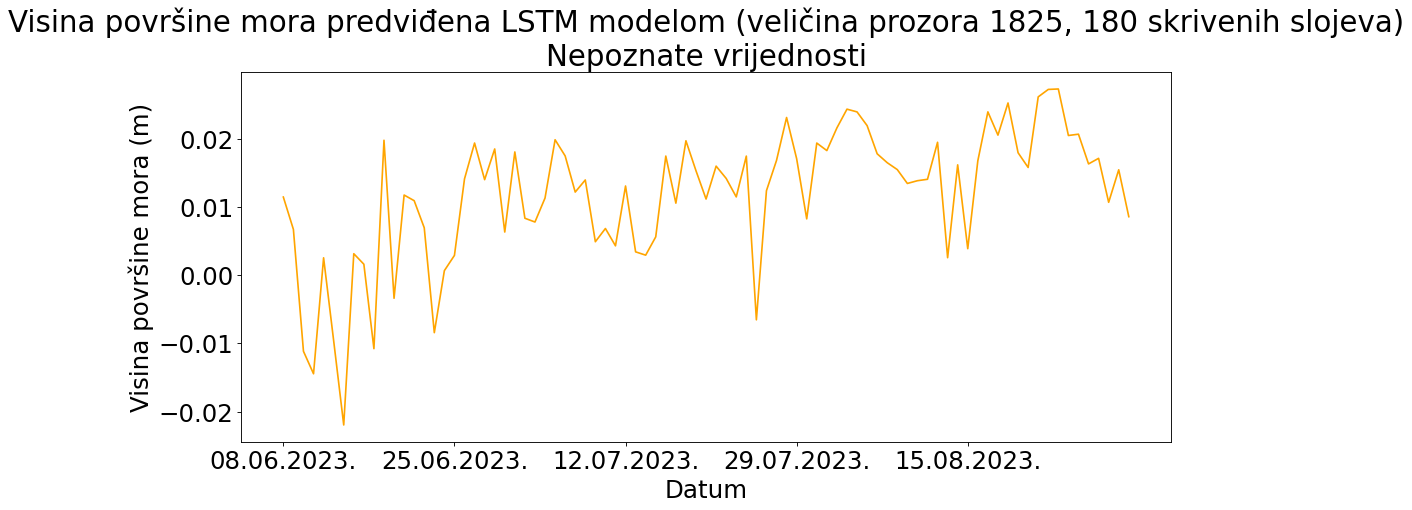 Visina površine mora predviđena LSTM modelom (veličina prozora 1825, 180 skrivenih slojeva)
Nepoznate vrijednosti
Visina površine mora (m)
0.02
0.01
0.00
−0.01
−0.02
08.06.2023. 25.06.2023. 12.07.2023. 29.07.2023. 15.08.2023.
Datum